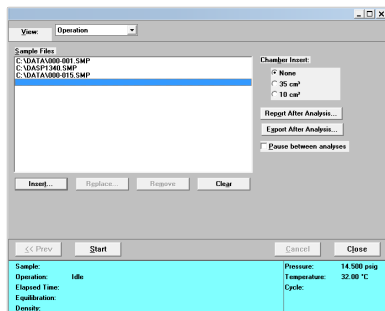 View: Operation
Sample Files
C:\DATA\000-001.SMP
C:\DASP1340.SMP
C:\DATA\000-015.SMP
Chamber Insert:
None
35 cm³
10 cm³
Report After Analysis...
Export After Analysis...
Pause between analyses
Insert... Replace... Remove Clear
<< Prev Start Cancel Close
Sample: Pressure: 14.500 psig
Operation: Idle Temperature: 32.00 °C
Elapsed Time: Cycle:
Equilibration:
Density: